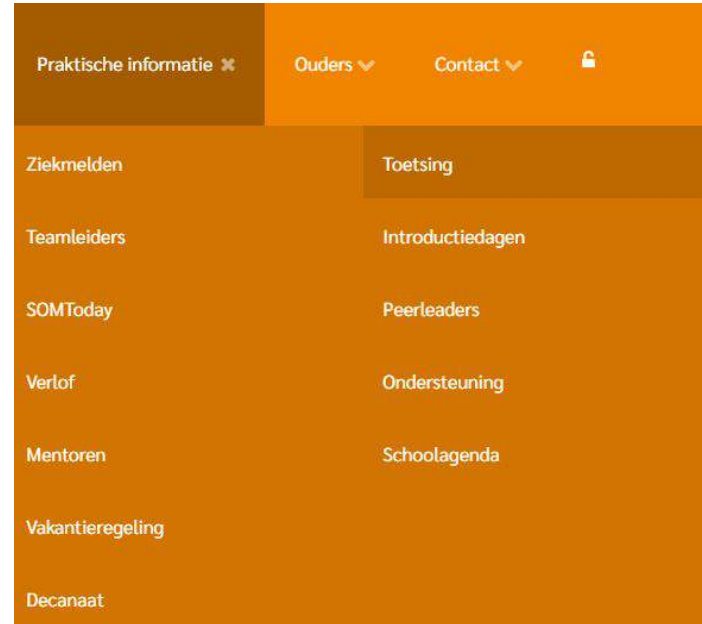 Praktische informatie
Ouders
Contact
Ziekmelden
Teamleiders
SOMToday
Verlof
Mentoren
Vakantieregeling
Decanaat
Toetsing
Introductiedagen
Peerleaders
Ondersteuning
Schoolagenda